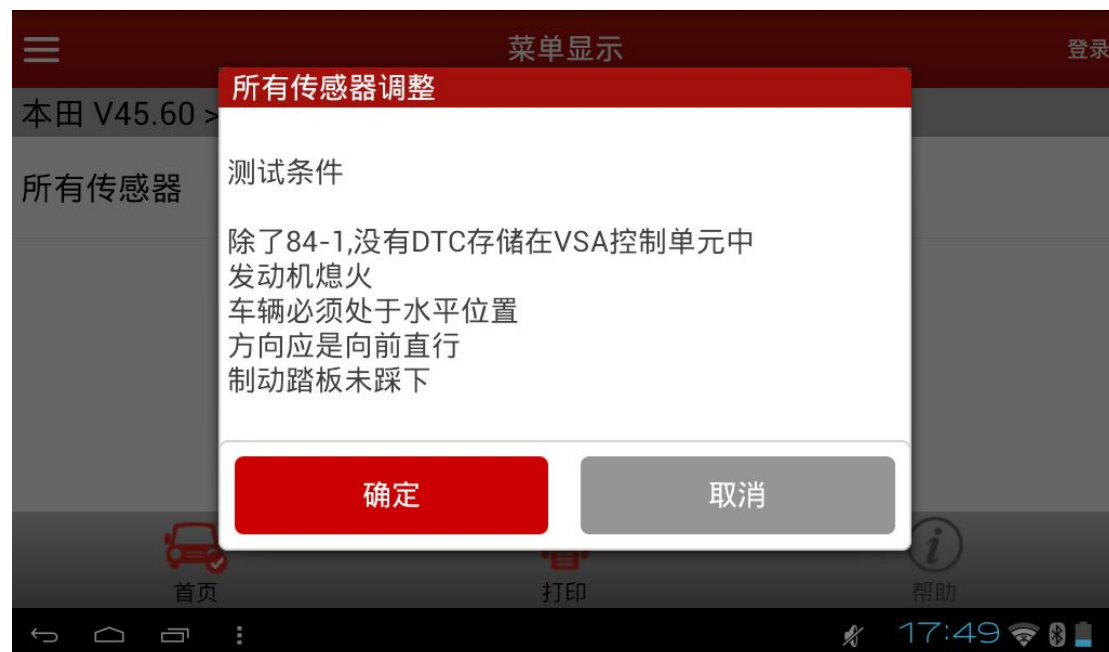 菜单显示
登录
所有传感器调整
本田 V45.60 >
所有传感器
测试条件
除了84-1,没有DTC存储在VSA控制单元中
发动机熄火
车辆必须处于水平位置
方向应是向前直行
制动踏板未踩下
确定
取消
首页
打印
帮助
17:49